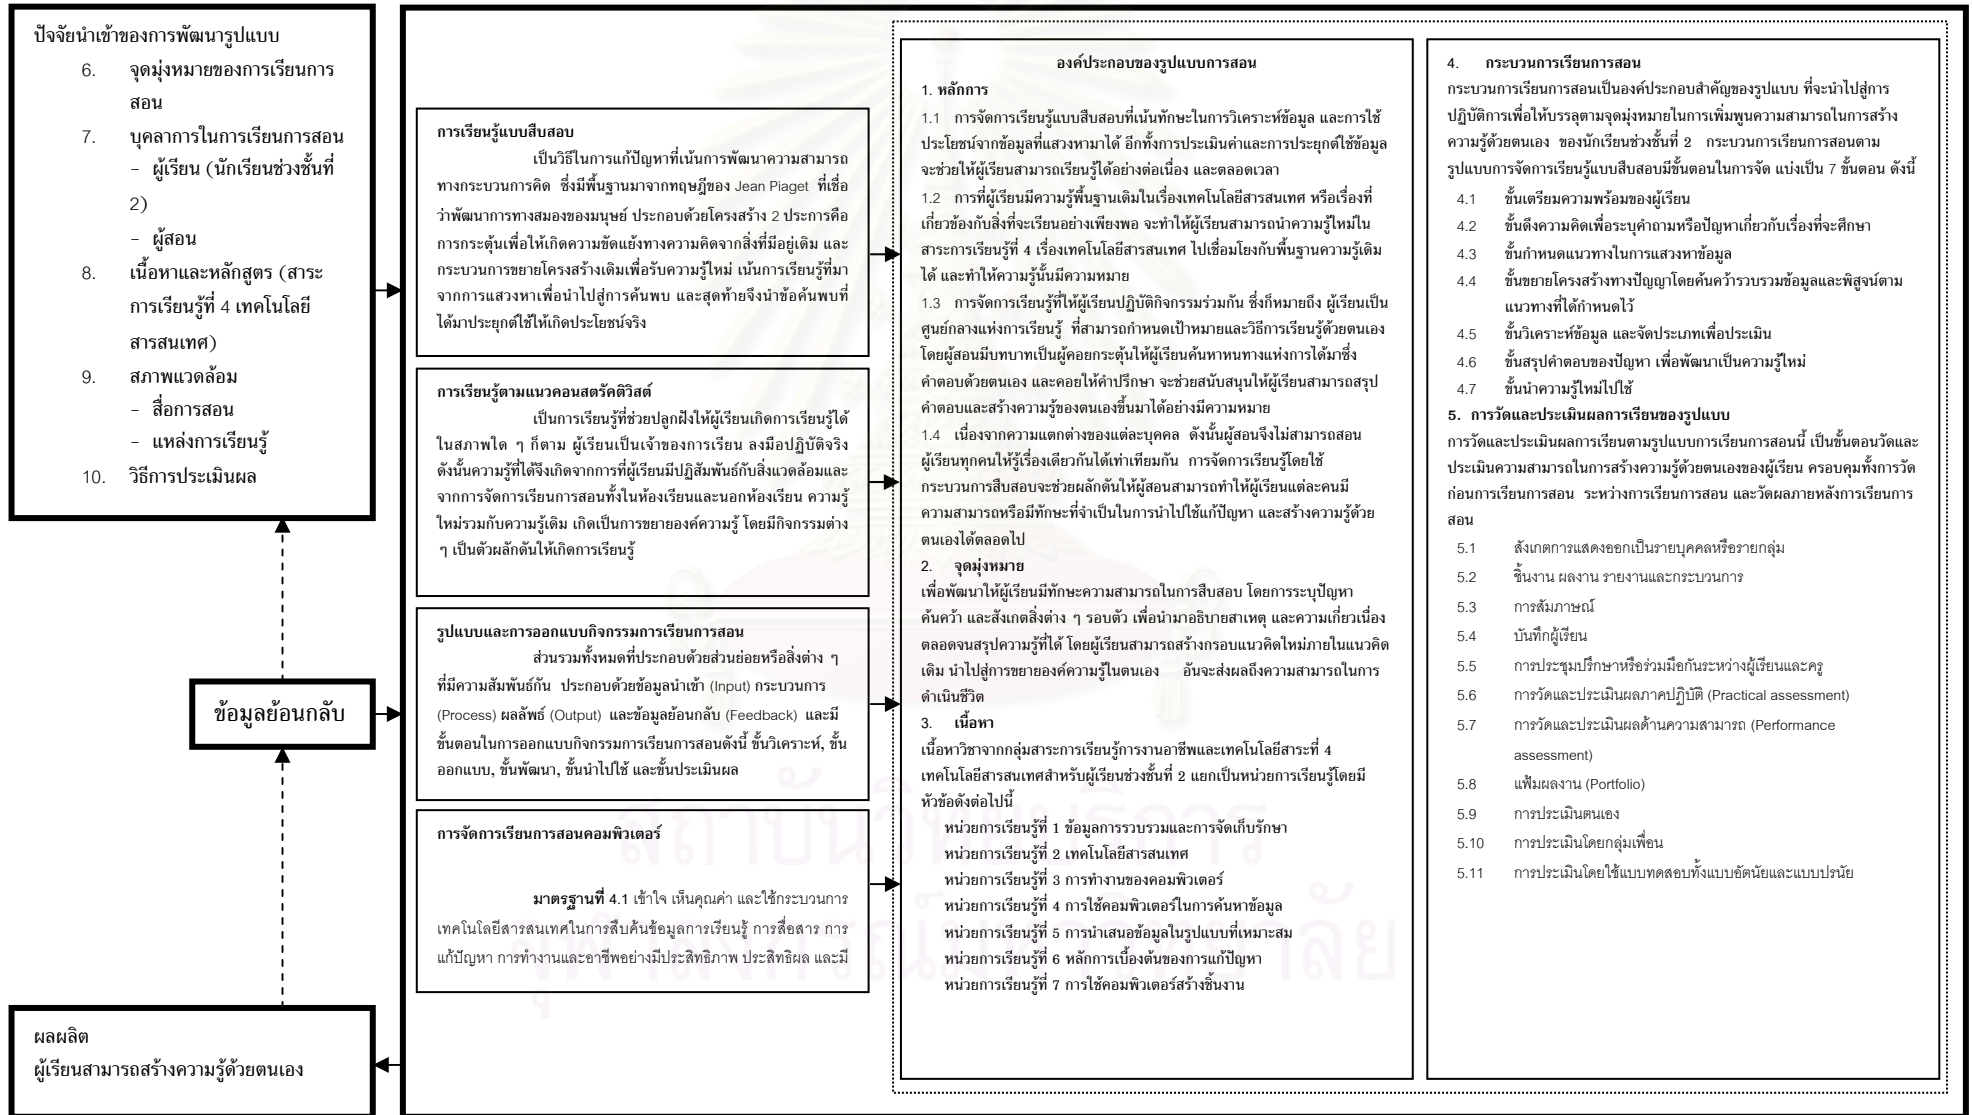 ปัจจัยนำเข้าของการพัฒนารูปแบบ
6. จุดมุ่งหมายของการเรียนการ
สอน
7. บุคลาการในการเรียนการสอน
- ผู้เรียน (นักเรียนช่วงชั้นที่
2)
- ผู้สอน
8. เนื้อหาและหลักสูตร (สาระ
การเรียนรู้ที่ 4 เทคโนโลยี
สารสนเทศ)
9. สภาพแวดล้อม
- สื่อการสอน
- แหล่งการเรียนรู้
10. วิธีการประเมินผล
ข้อมูลย้อนกลับ
ผลผลิต
ผู้เรียนสามารถสร้างความรู้ด้วยตนเอง
การเรียนรู้แบบสืบสอบ
เป็นวิธีในการแก้ปัญหาที่เน้นการพัฒนาความสามารถ
ทางกระบวนการคิด ซึ่งมีพื้นฐานมาจากทฤษฎีของ Jean Piaget ที่เชื่อ
ว่าพัฒนาการทางสมองของมนุษย์ ประกอบด้วยโครงสร้าง 2 ประการคือ
การกระตุ้นเพื่อให้เกิดความขัดแย้งทางความคิดจากสิ่งที่มีอยู่เดิม และ
กระบวนการขยายโครงสร้างเดิมเพื่อรับความรู้ใหม่ เน้นการเรียนรู้ที่มา
จากการแสวงหาเพื่อนำไปสู่การค้นพบ และสุดท้ายจึงนำข้อค้นพบที่
ได้มาประยุกต์ใช้ให้เกิดประโยชน์จริง
การเรียนรู้ตามแนวคอนสตรัคติวิสต์
เป็นการเรียนรู้ที่ช่วยปลูกฝังให้ผู้เรียนเกิดการเรียนรู้ได้
ในสภาพใด ๆ ก็ตาม ผู้เรียนเป็นเจ้าของการเรียน ลงมือปฏิบัติจริง
ดังนั้นความรู้ที่ได้จึงเกิดจากการที่ผู้เรียนมีปฏิสัมพันธ์กับสิ่งแวดล้อมและ
จากการจัดการเรียนการสอนทั้งในห้องเรียนและนอกห้องเรียน ความรู้
ใหม่รวมกับความรู้เดิม เกิดเป็นการขยายองค์ความรู้ โดยมีกิจกรรมต่าง
ๆ เป็นตัวผลักดันให้เกิดการเรียนรู้
รูปแบบและการออกแบบกิจกรรมการเรียนการสอน
ส่วนรวมทั้งหมดที่ประกอบด้วยส่วนย่อยหรือสิ่งต่าง ๆ
ที่มีความสัมพันธ์กัน ประกอบด้วยข้อมูลนำเข้า (Input) กระบวนการ
(Process) ผลลัพธ์ (Output) และข้อมูลย้อนกลับ (Feedback) และมี
ขั้นตอนในการออกแบบกิจกรรมการเรียนการสอนดังนี้ ขั้นวิเคราะห์, ขั้น
ออกแบบ, ขั้นพัฒนา, ขั้นนำไปใช้ และขั้นประเมินผล
การจัดการเรียนการสอนคอมพิวเตอร์
มาตรฐานที่ 4.1 เข้าใจ เห็นคุณค่า และใช้กระบวนการ
เทคโนโลยีสารสนเทศในการสืบค้นข้อมูลการเรียนรู้ การสื่อสาร การ
แก้ปัญหา การทำงานและอาชีพอย่างมีประสิทธิภาพ ประสิทธิผล และมี
องค์ประกอบของรูปแบบการสอน
1. หลักการ
1.1 การจัดการเรียนรู้แบบสืบสอบที่เน้นทักษะในการวิเคราะห์ข้อมูล และการใช้
ประโยชน์จากข้อมูลที่แสวงหามาได้ อีกทั้งการประเมินค่าและการประยุกต์ใช้ข้อมูล
จะช่วยให้ผู้เรียนสามารถเรียนรู้ได้อย่างต่อเนื่อง และตลอดเวลา
1.2 การที่ผู้เรียนมีความรู้พื้นฐานเดิมในเรื่องเทคโนโลยีสารสนเทศ หรือเรื่องที่
เกี่ยวข้องกับสิ่งที่จะเรียนอย่างเพียงพอ จะทำให้ผู้เรียนสามารถนำความรู้ใหม่ใน
สาระการเรียนรู้ที่ 4 เรื่องเทคโนโลยีสารสนเทศ ไปเชื่อมโยงกับพื้นฐานความรู้เดิม
ได้ และทำให้ความรู้นั้นมีความหมาย
1.3 การจัดการเรียนรู้ที่ให้ผู้เรียนปฏิบัติกิจกรรมร่วมกัน ซึ่งก็หมายถึง ผู้เรียนเป็น
ศูนย์กลางแห่งการเรียนรู้ ที่สามารถกำหนดเป้าหมายและวิธีการเรียนรู้ด้วยตนเอง
โดยผู้สอนมีบทบาทเป็นผู้คอยกระตุ้นให้ผู้เรียนค้นหาหนทางแห่งการได้มาซึ่ง
คำตอบด้วยตนเอง และคอยให้คำปรึกษา จะช่วยสนับสนุนให้ผู้เรียนสามารถสรุป
คำตอบและสร้างความรู้ของตนเองขึ้นมาได้อย่างมีความหมาย
1.4 เนื่องจากความแตกต่างของแต่ละบุคคล ดังนั้นผู้สอนจึงไม่สามารถสอน
ผู้เรียนทุกคนให้รู้เรื่องเดียวกันได้เท่าเทียมกัน การจัดการเรียนรู้โดยใช้
กระบวนการสืบสอบจะช่วยผลักดันให้ผู้สอนสามารถทำให้ผู้เรียนแต่ละคนมี
ความสามารถหรือมีทักษะที่จำเป็นในการนำไปใช้แก้ปัญหา และสร้างความรู้ด้วย
ตนเองได้ตลอดไป
2. จุดมุ่งหมาย
เพื่อพัฒนาให้ผู้เรียนมีทักษะความสามารถในการสืบสอบ โดยการระบุปัญหา
ค้นคว้า และสังเกตสิ่งต่าง ๆ รอบตัว เพื่อนำมาอธิบายสาเหตุ และความเกี่ยวเนื่อง
ตลอดจนสรุปความรู้ที่ได้ โดยผู้เรียนสามารถสร้างกรอบแนวคิดใหม่ภายในแนวคิด
เดิม นำไปสู่การขยายองค์ความรู้ในตนเอง อันจะส่งผลถึงความสามารถในการ
ดำเนินชีวิต
3. เนื้อหา
เนื้อหาวิชาจากกลุ่มสาระการเรียนรู้การงานอาชีพและเทคโนโลยีสาระที่ 4
เทคโนโลยีสารสนเทศสำหรับผู้เรียนช่วงชั้นที่ 2 แยกเป็นหน่วยการเรียนรู้โดยมี
หัวข้อดังต่อไปนี้
หน่วยการเรียนรู้ที่ 1 ข้อมูลการรวบรวมและการจัดเก็บรักษา
หน่วยการเรียนรู้ที่ 2 เทคโนโลยีสารสนเทศ
หน่วยการเรียนรู้ที่ 3 การทำงานของคอมพิวเตอร์
หน่วยการเรียนรู้ที่ 4 การใช้คอมพิวเตอร์ในการค้นหาข้อมูล
หน่วยการเรียนรู้ที่ 5 การนำเสนอข้อมูลในรูปแบบที่เหมาะสม
หน่วยการเรียนรู้ที่ 6 หลักการเบื้องต้นของการแก้ปัญหา
หน่วยการเรียนรู้ที่ 7 การใช้คอมพิวเตอร์สร้างชิ้นงาน
4. กระบวนการเรียนการสอน
กระบวนการเรียนการสอนเป็นองค์ประกอบสำคัญของรูปแบบ ที่จะนำไปสู่การ
ปฏิบัติการเพื่อให้บรรลุตามจุดมุ่งหมายในการเพิ่มพูนความสามารถในการสร้าง
ความรู้ด้วยตนเอง ของนักเรียนช่วงชั้นที่ 2 กระบวนการเรียนการสอนตาม
รูปแบบการจัดการเรียนรู้แบบสืบสอบมีขั้นตอนในการจัด แบ่งเป็น 7 ขั้นตอน ดังนี้
4.1 ขั้นเตรียมความพร้อมของผู้เรียน
4.2 ขั้นดึงความคิดเพื่อระบุคำถามหรือปัญหาเกี่ยวกับเรื่องที่จะศึกษา
4.3 ขั้นกำหนดแนวทางในการแสวงหาข้อมูล
4.4 ขั้นขยายโครงสร้างทางปัญญาโดยค้นคว้ารวบรวมข้อมูลและพิสูจน์ตาม
แนวทางที่ได้กำหนดไว้
4.5 ขั้นวิเคราะห์ข้อมูล และจัดประเภทเพื่อประเมิน
4.6 ขั้นสรุปคำตอบของปัญหา เพื่อพัฒนาเป็นความรู้ใหม่
4.7 ขั้นนำความรู้ใหม่ไปใช้
5. การวัดและประเมินผลการเรียนของรูปแบบ
การวัดและประเมินผลการเรียนตามรูปแบบการเรียนการสอนนี้ เป็นขั้นตอนวัดและ
ประเมินความสามารถในการสร้างความรู้ด้วยตนเองของผู้เรียน ครอบคุมทั้งการวัด
ก่อนการเรียนการสอน ระหว่างการเรียนการสอน และวัดผลภายหลังการเรียนการ
สอน
5.1 สังเกตการแสดงออกเป็นรายบุคคลหรือรายกลุ่ม
5.2 ชิ้นงาน ผลงาน รายงานและกระบวนการ
5.3 การสัมภาษณ์
5.4 บันทึกผู้เรียน
5.5 การประชุมปรึกษาหรือร่วมมือกันระหว่างผู้เรียนและครู
5.6 การวัดและประเมินผลภาคปฏิบัติ (Practical assessment)
5.7 การวัดและประเมินผลด้านความสามารถ (Performance
assessment)
5.8 แฟ้มผลงาน (Portfolio)
5.9 การประเมินตนเอง
5.10 การประเมินโดยกลุ่มเพื่อน
5.11 การประเมินโดยใช้แบบทดสอบทั้งแบบอัตนัยและแบบปรนัย
สถาบันวิทยบริการ
จุฬาลงกรณ์มหาวิทยาลัย